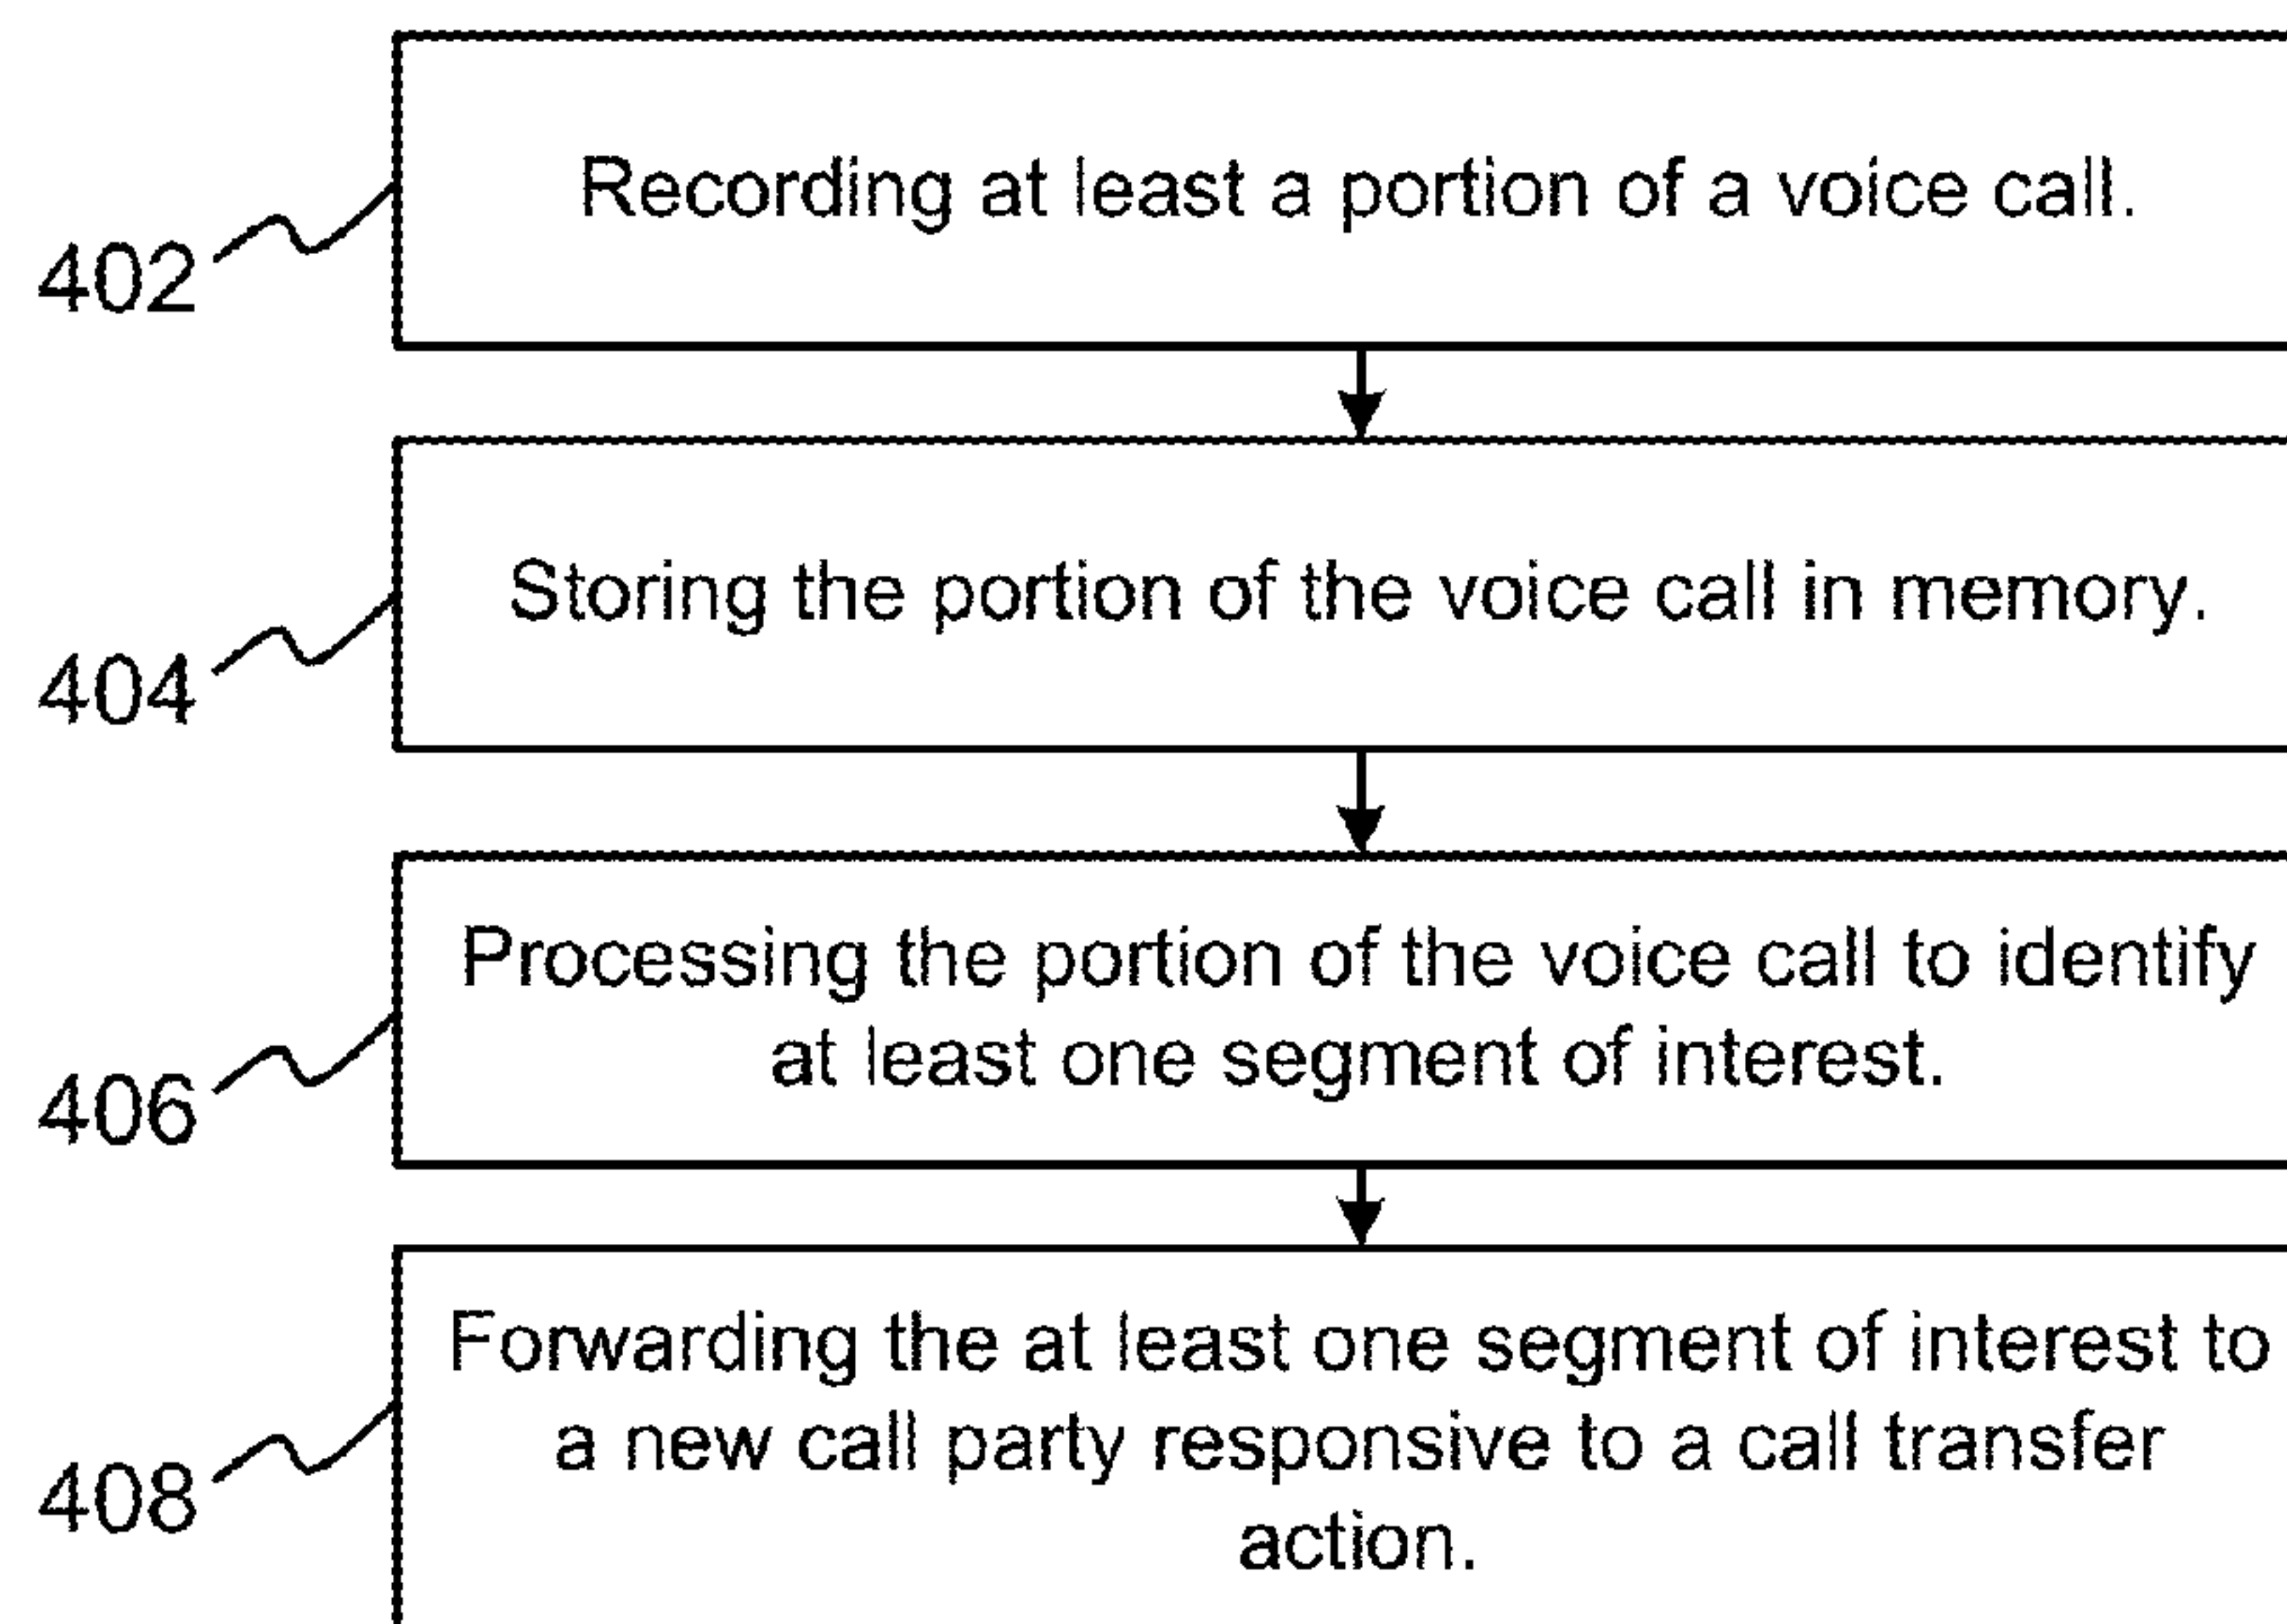 Recording at least a portion of a voice call.
402
Storing the portion of the voice call in memory.
404
Processing the portion of the voice call to identify
at least one segment of interest.
406
Forwarding the at least one segment of interest to
a new call party responsive to a call transfer
action.
408